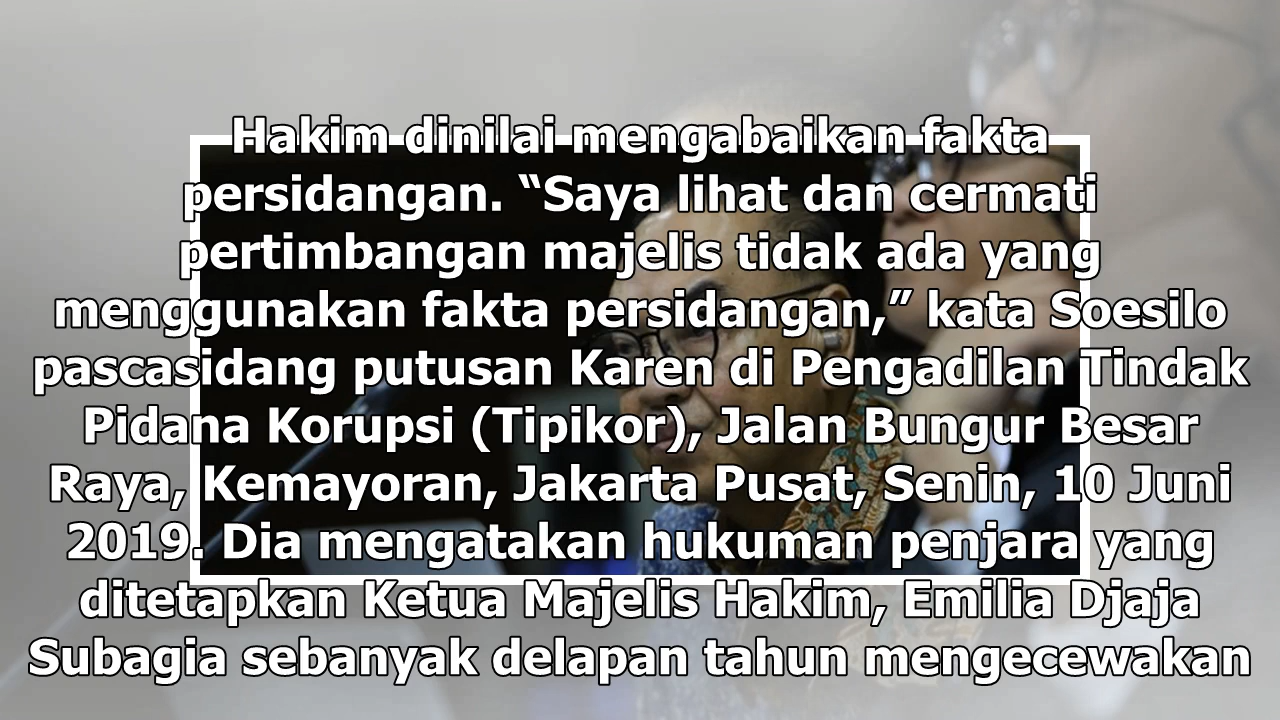 Hakim dinilai mengabaikan fakta
persidangan. “Saya lihat dan cermati
pertimbangan majelis tidak ada yang
menggunakan fakta persidangan,” kata Soesilo
pascasidang putusan Karen di Pengadilan Tindak
Pidana Korupsi (Tipikor), Jalan Bungur Besar
Raya, Kemayoran, Jakarta Pusat, Senin, 10 Juni
2019. Dia mengatakan hukuman penjara yang
ditetapkan Ketua Majelis Hakim, Emilia Djaja
Subagia sebanyak delapan tahun mengecewakan